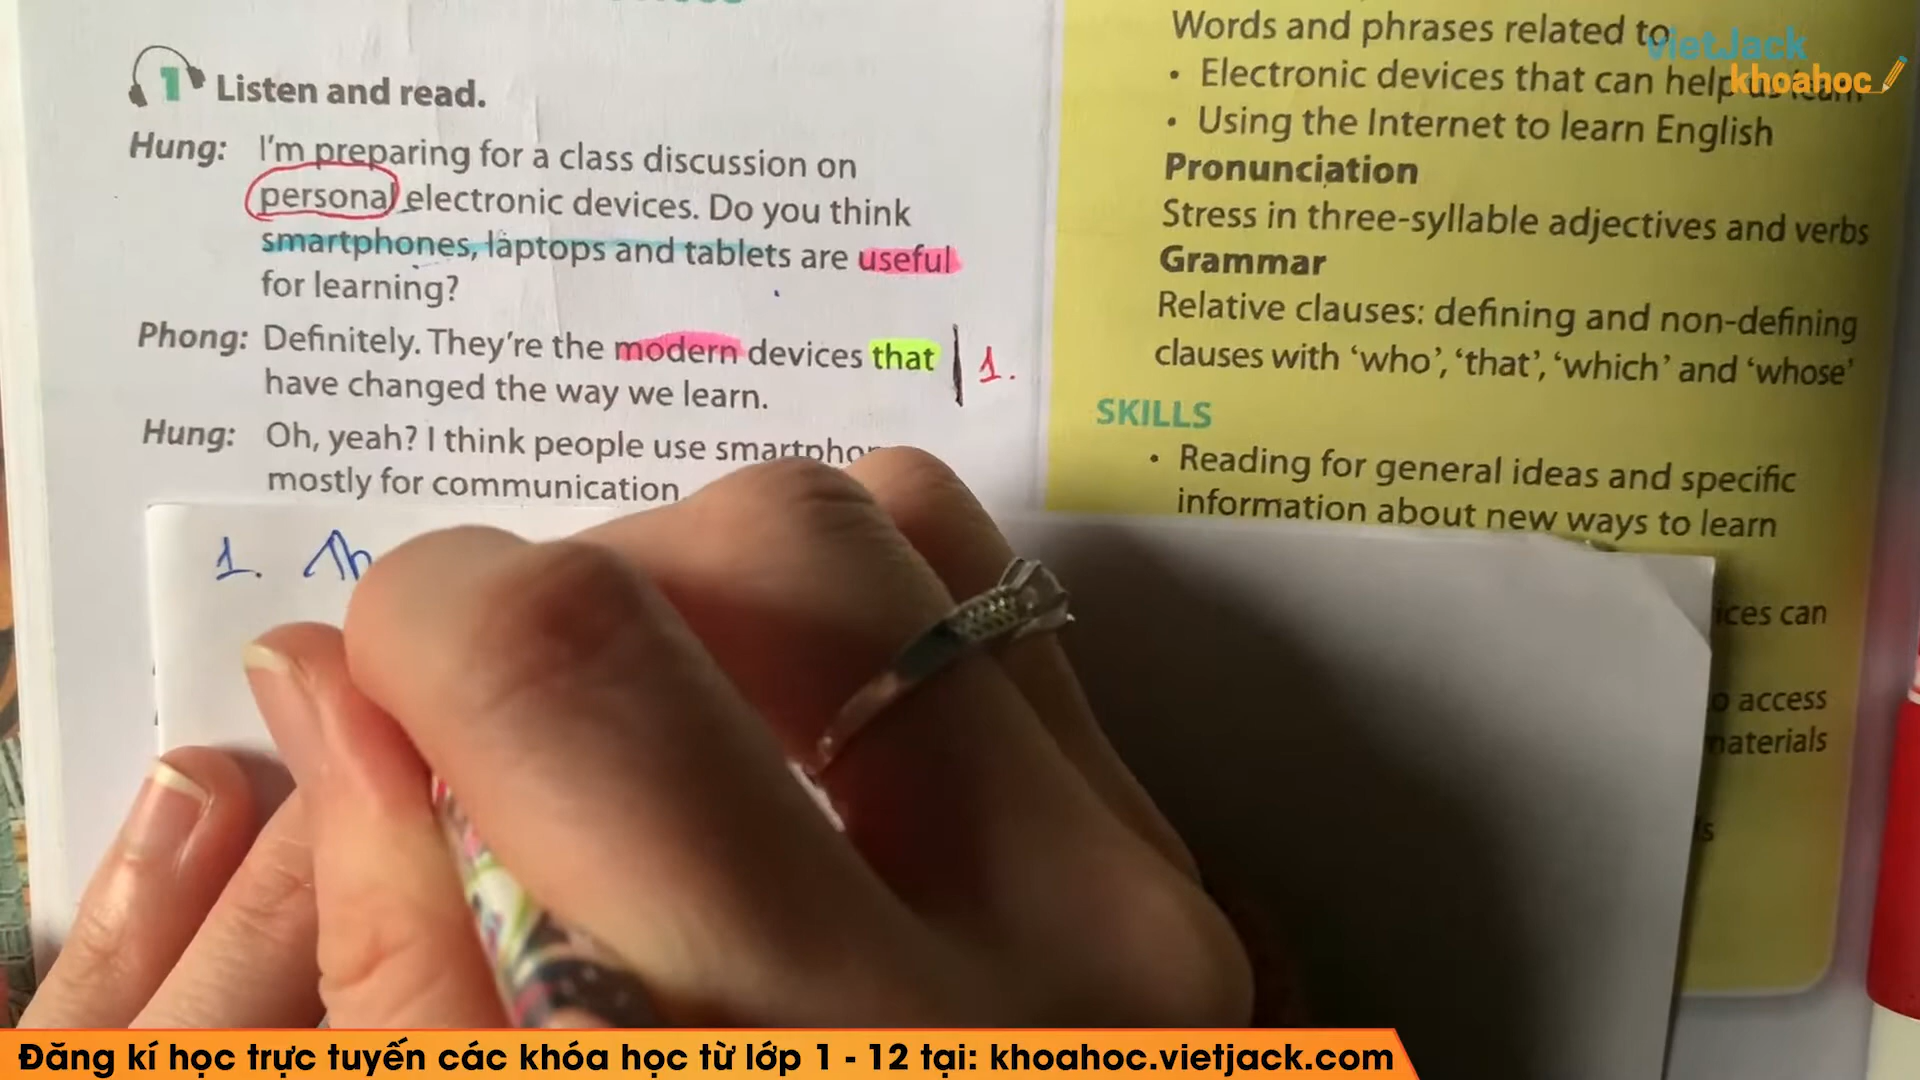 1 Listen and read.
Hung: I'm preparing for a class discussion on
personal electronic devices. Do you think
smartphones, laptops and tablets are useful
for learning?
Phong: Definitely. They're the modern devices that
have changed the way we learn.
1.
Hung: Oh, yeah? I think people use
mostly for communication
1. Th
Words and phrases related to
• Electronic devices that can help us learn
• Using the Internet to learn English
Pronunciation
Stress in three-syllable adjectives and verbs
Grammar
Relative clauses: defining and non-defining
clauses with 'who', 'that', 'which' and 'whose'
SKILLS
• Reading for general ideas and specific
information about new ways to learn
can
access
materials
vietJack
khoahoc
Đăng kí học trực tuyến các khóa học từ lớp 1 - 12 tại: khoahoc.vietjack.com